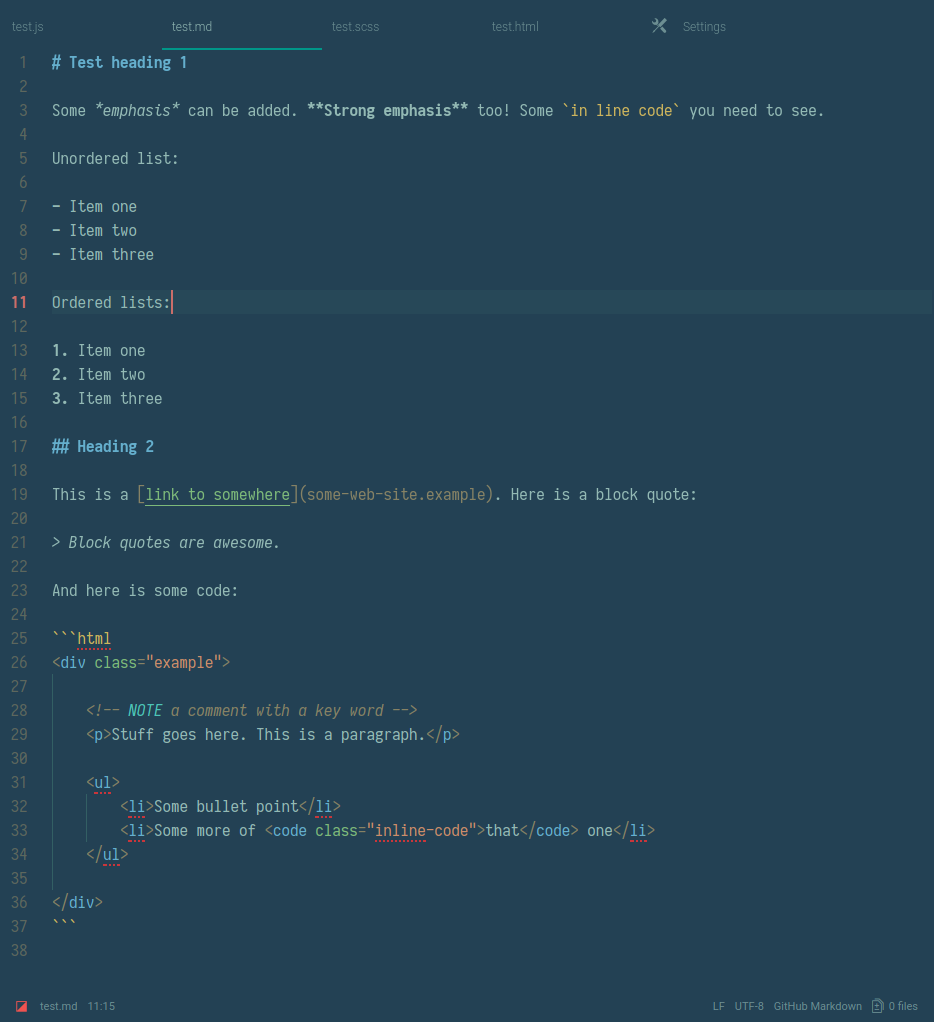 test.js test.md test.scss test.html Settings
1 # Test heading 1
2
3 Some *emphasis* can be added. **Strong emphasis** too! Some `in line code` you need to see.
4
5 Unordered list:
6
7 - Item one
8 - Item two
9 - Item three
10
11 Ordered lists:
12
13 1. Item one
14 2. Item two
15 3. Item three
16
17 ## Heading 2
18
19 This is a [link to somewhere](some-web-site.example). Here is a block quote:
20
21 > Block quotes are awesome.
22
23 And here is some code:
24
25 ```html
26 <div class="example">
27
28     <!-- NOTE a comment with a key word -->
29     <p>Stuff goes here. This is a paragraph.</p>
30
31     <ul>
32         <li>Some bullet point</li>
33         <li>Some more of <code class="inline-code">that</code> one</li>
34     </ul>
35
36 </div>
37 ```
38
test.md 11:15 LF UTF-8 GitHub Markdown 0 files